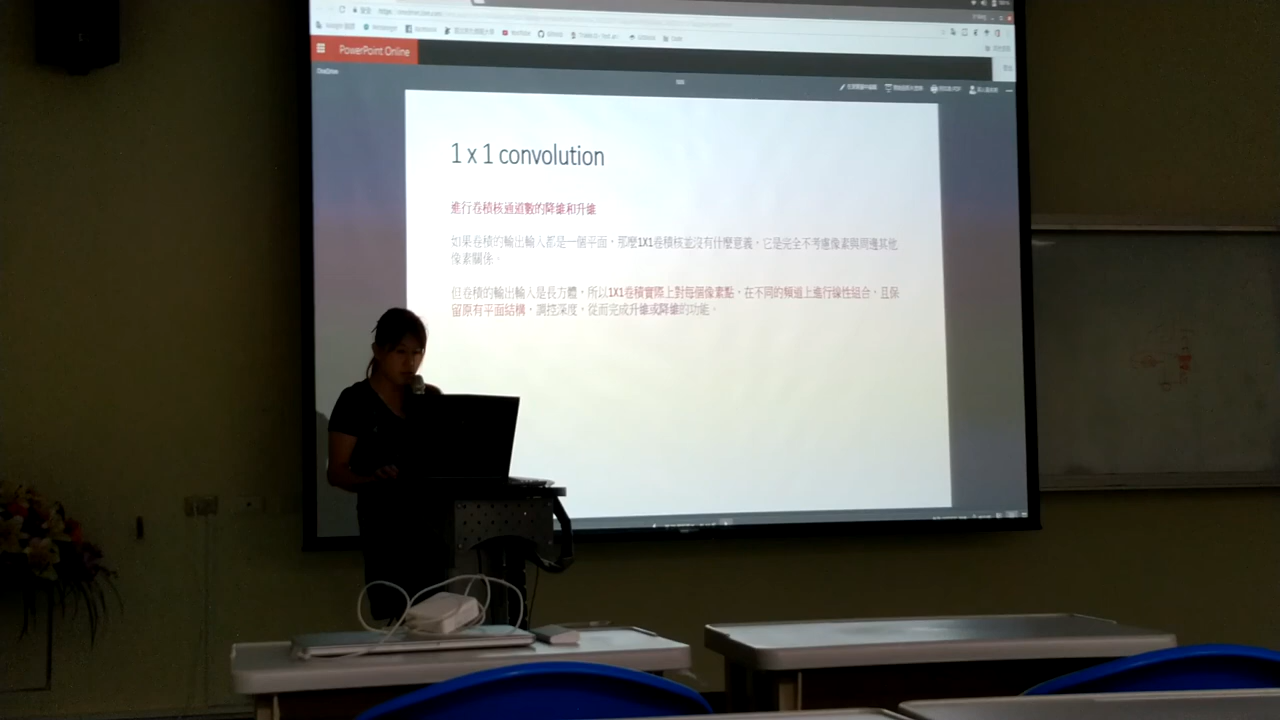 PowerPoint Online
OneDrive
1 x 1 convolution
進行卷積核通道數的降維和升維
如果卷積的輸出輸入都是一個平面，那麼1X1卷積核並沒有什麼意義，它是完全不考慮像素與周邊其他
像素關係。
但卷積的輸出輸入是長方體，所以1X1卷積實際上對每個像素點，在不同的頻道上進行線性組合，且保
留原有平面結構，調控深度，從而完成升維或降維的功能。